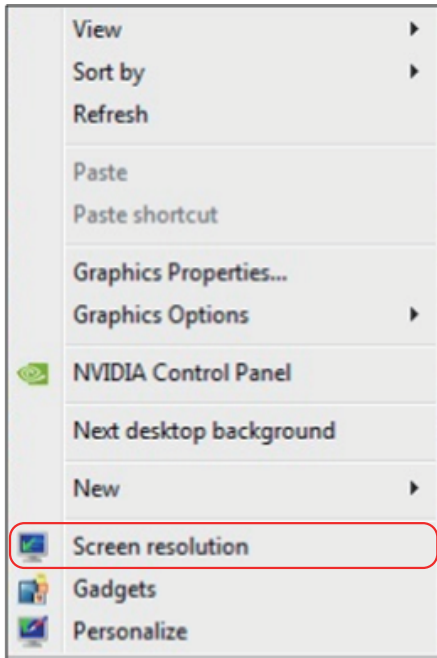 View
Sort by
Refresh
Paste
Paste shortcut
Graphics Properties...
Graphics Options
NVIDIA Control Panel
Next desktop background
New
Screen resolution
Gadgets
Personalize